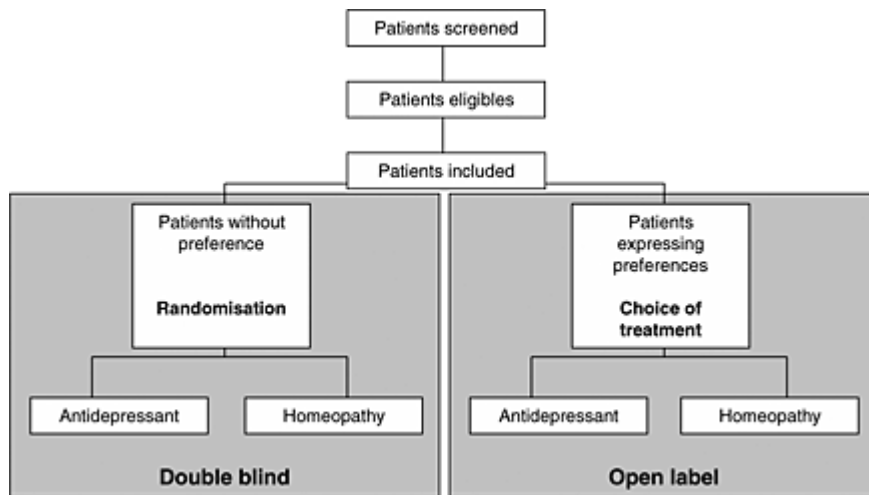 Patients screened
Patients eligibles
Patients included
Patients without
preference
Randomisation
Antidepressant
Homeopathy
Double blind
Patients
expressing
preferences
Choice of
treatment
Antidepressant
Homeopathy
Open label